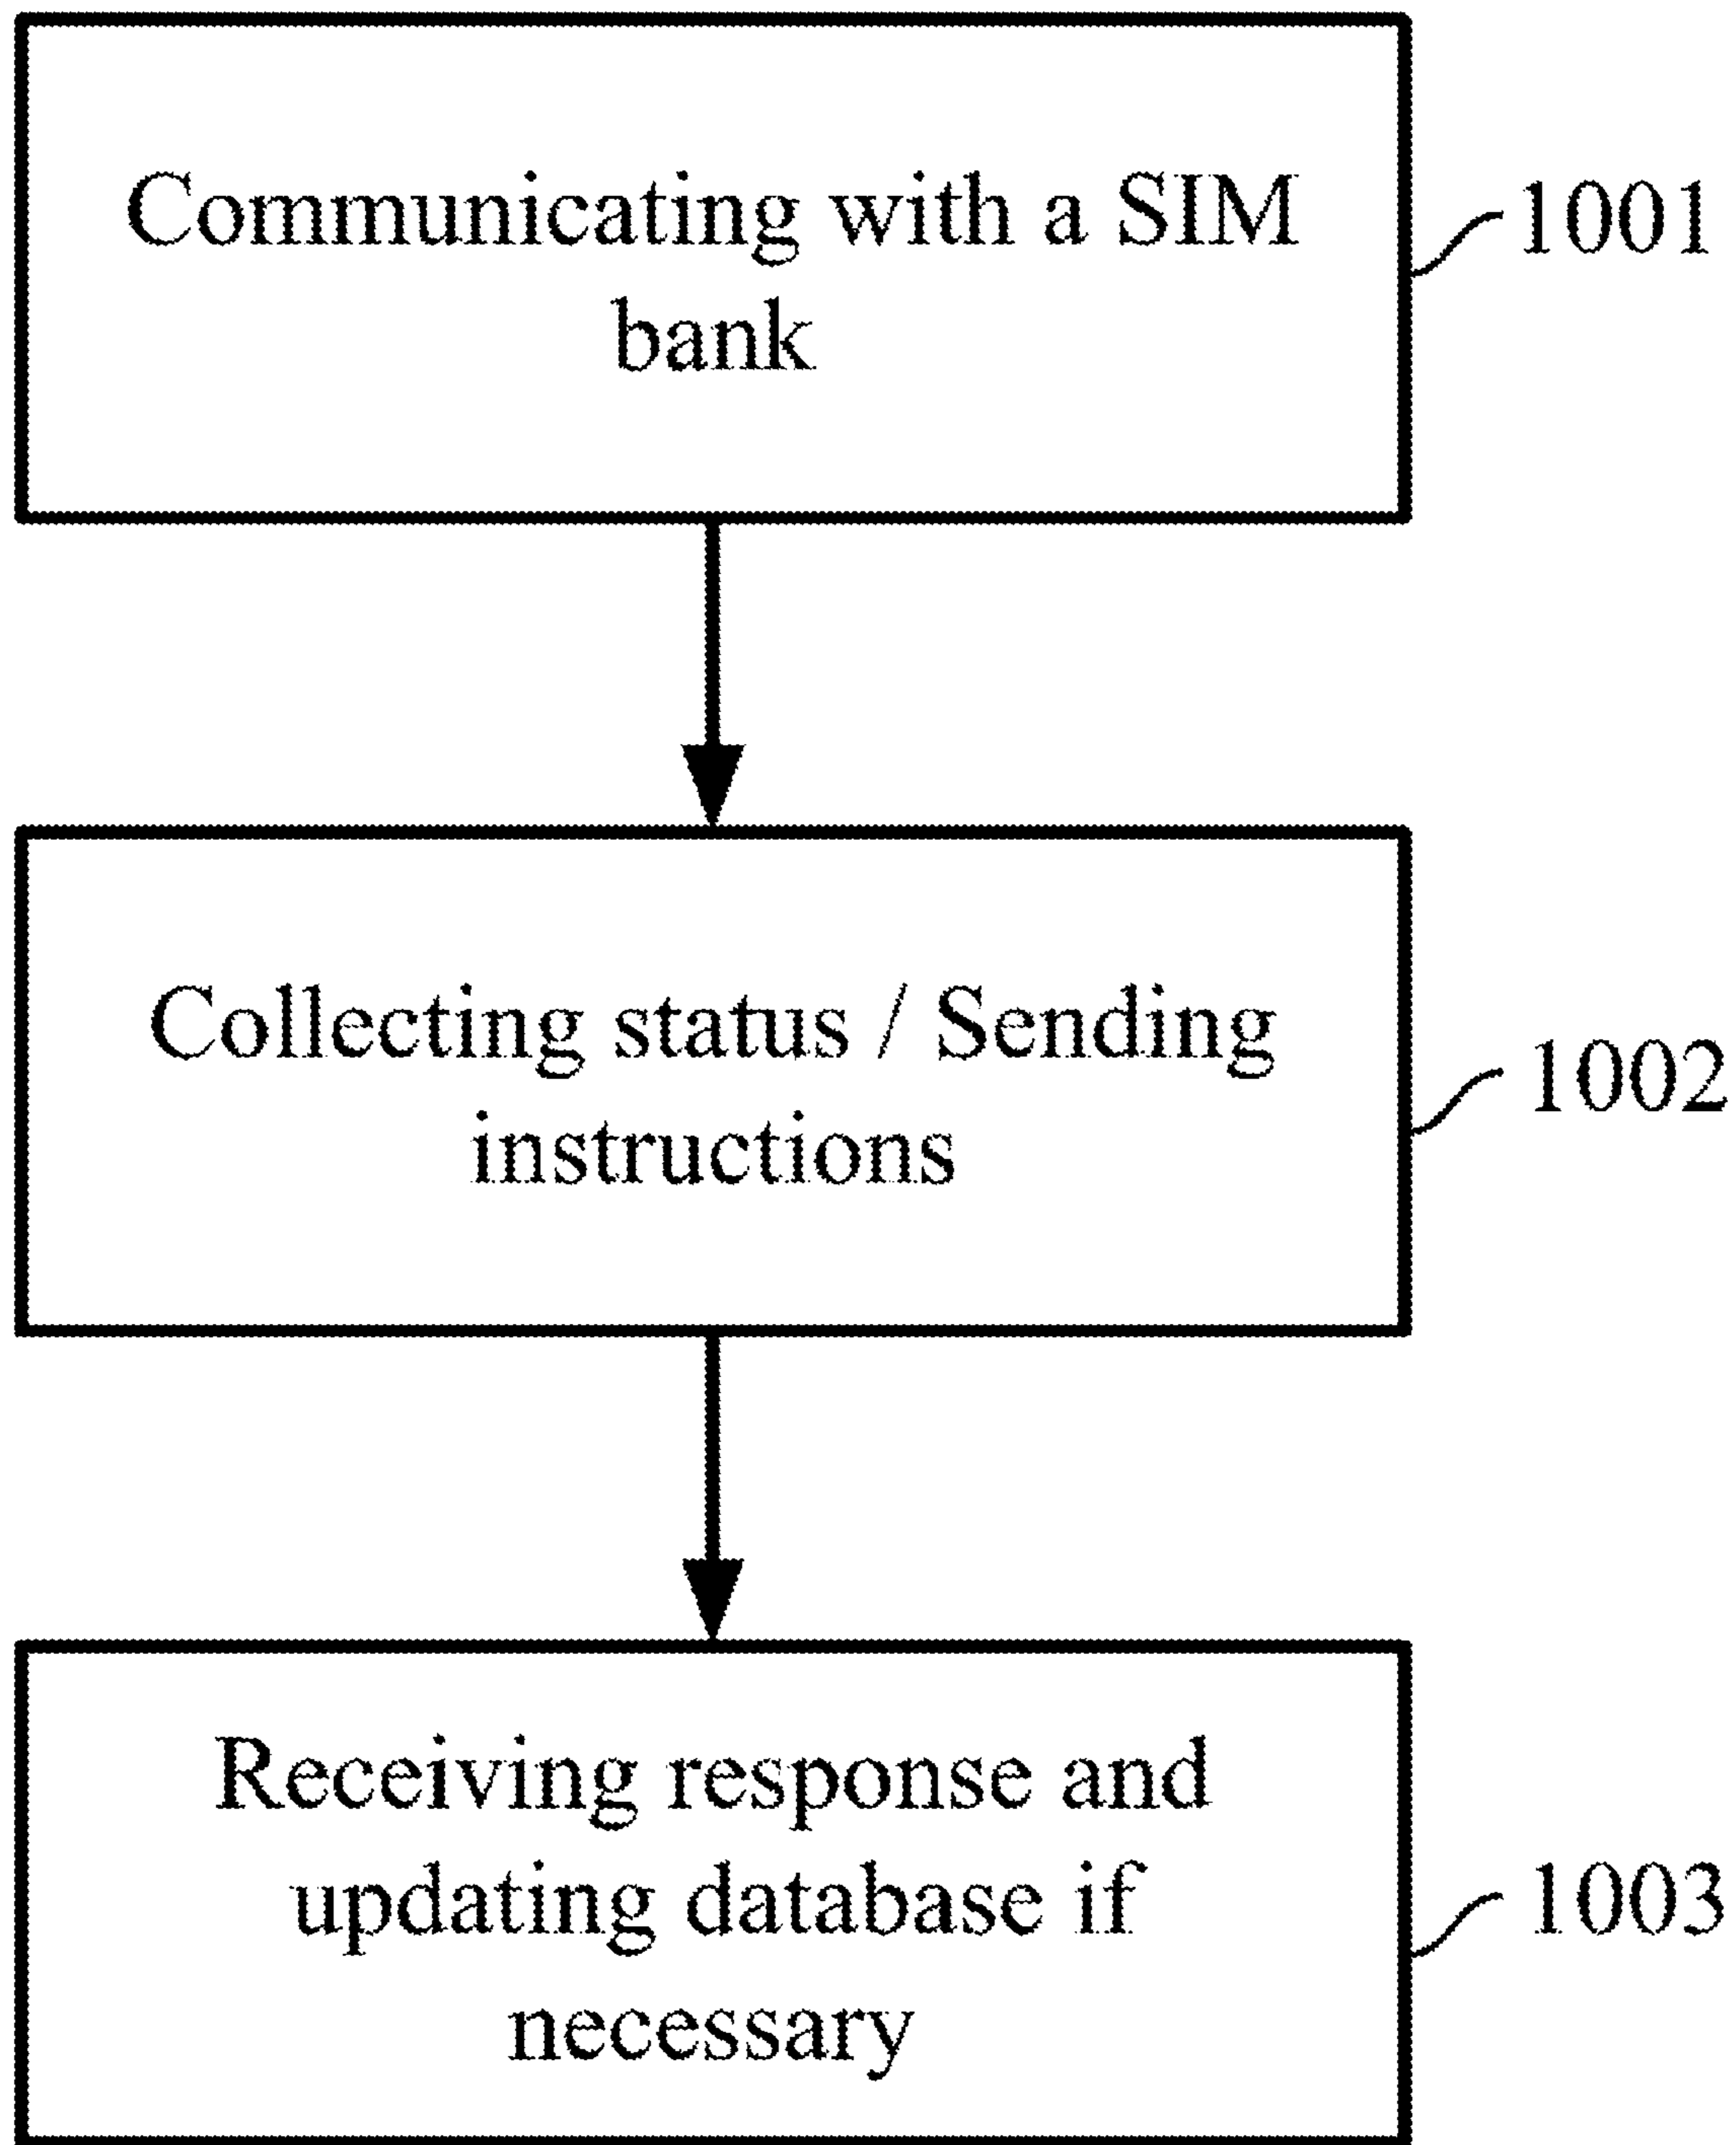 Communicating with a SIM
bank
1001
Collecting status / Sending
instructions
1002
Receiving response and
updating database if
necessary
1003